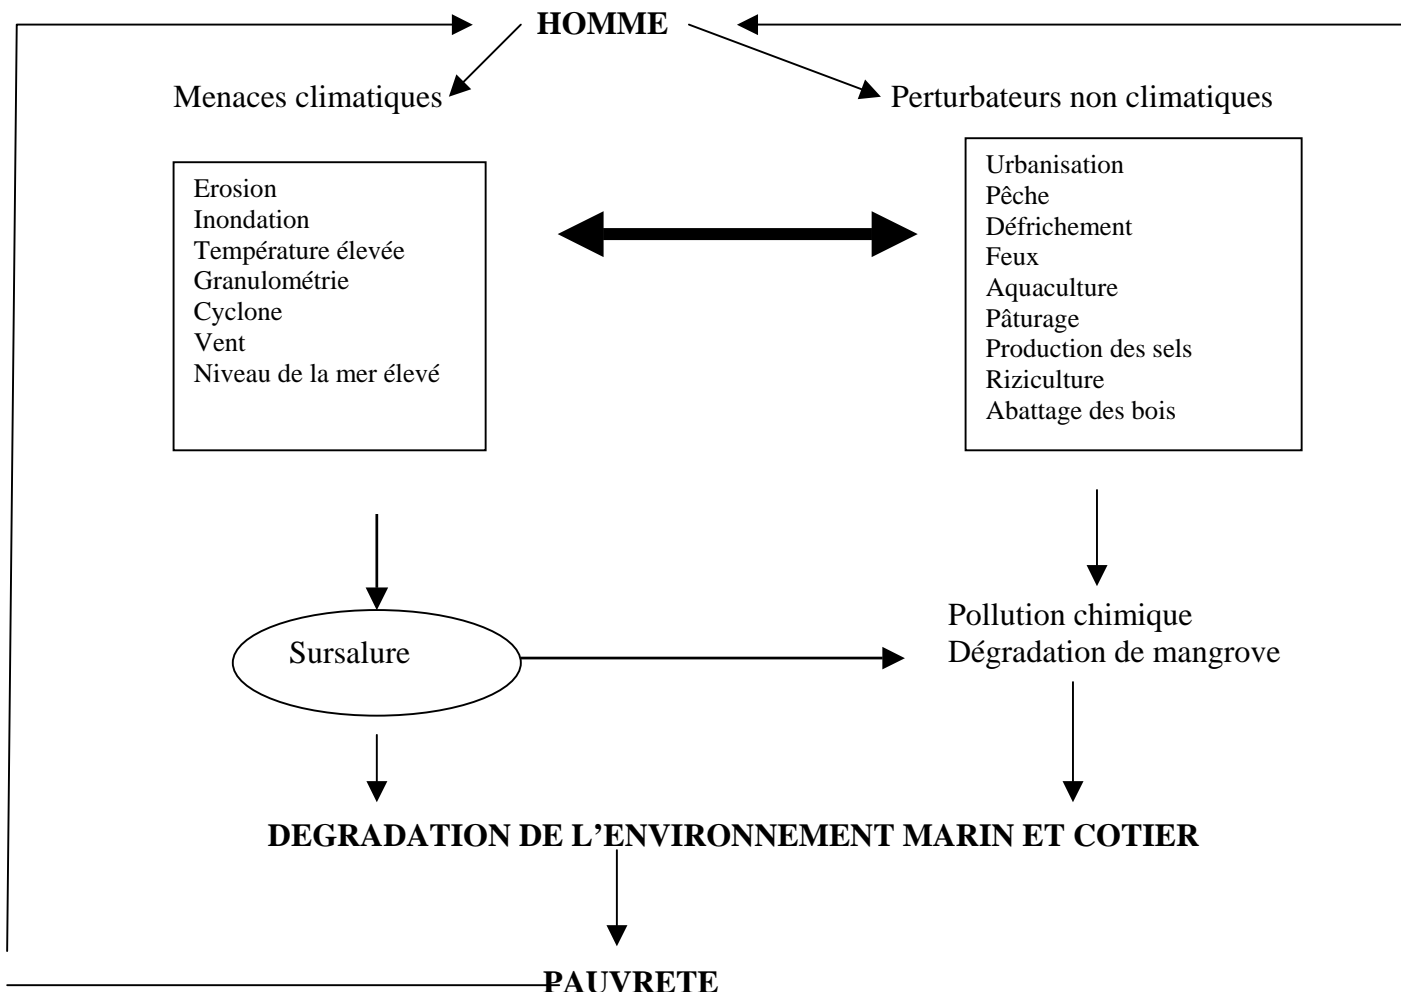 HOMME
Menaces climatiques
Perturbateurs non climatiques
Erosion
Inondation
Température élevée
Granulométrie
Cyclone
Vent
Niveau de la mer élevé
Urbanisation
Pêche
Défrichement
Feux
Aquaculture
Pâturage
Production des sels
Riziculture
Abattage des bois
Sursalure
Pollution chimique
Dégradation de mangrove
DEGRADATION DE L’ENVIRONNEMENT MARIN ET COTIER
PAUVRETE